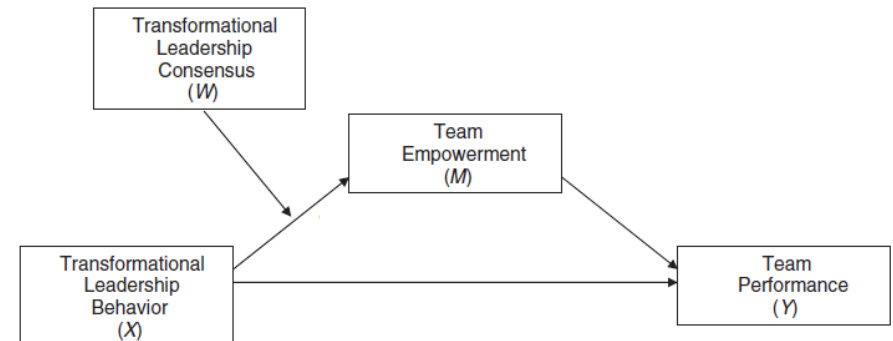 Transformational
Leadership
Consensus
(W)
Team
Empowerment
(M)
Transformational
Leadership
Behavior
(X)
Team
Performance
(Y)